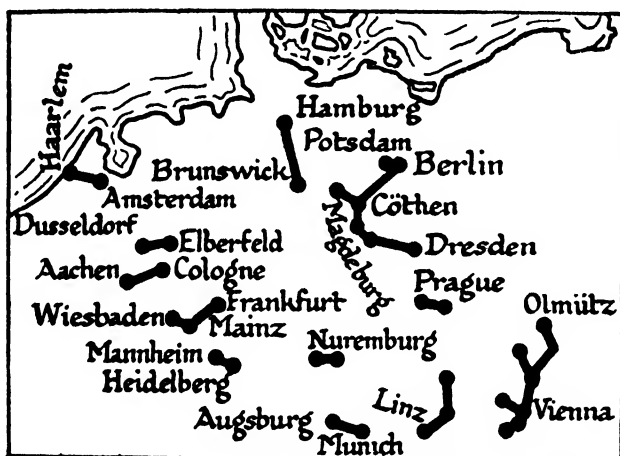 Haarlem
Hamburg
Potsdam
Berlin
Brunswick
Amsterdam
Cöthen
Dusseldorf
Magdeburg
Elberfeld
Dresden
Aachen
Cologne
Prague
Frankfurt
Olmütz
Wiesbaden
Mainz
Mannheim
Nuremburg
Heidelberg
Linz
Vienna
Augsburg
Munich